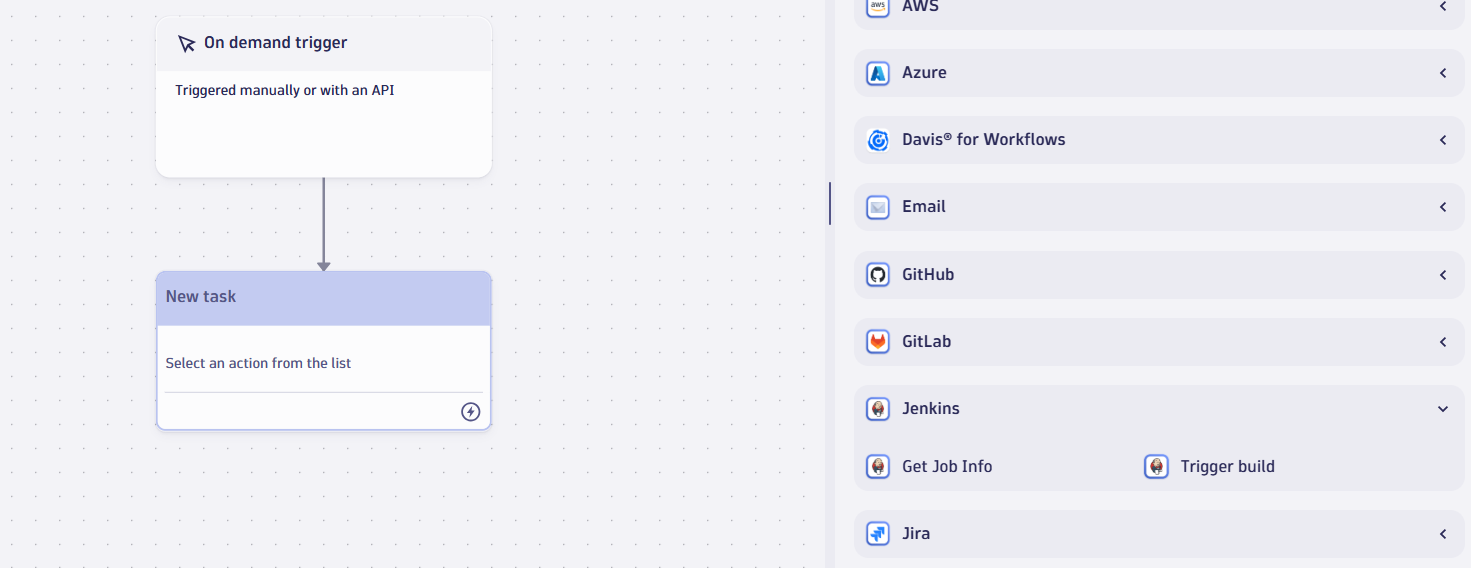 On demand trigger
Triggered manually or with an API
New task
Select an action from the list
aws AWS
Azure
Davis® for Workflows
Email
GitHub
GitLab
Jenkins
Get Job Info
Trigger build
Jira